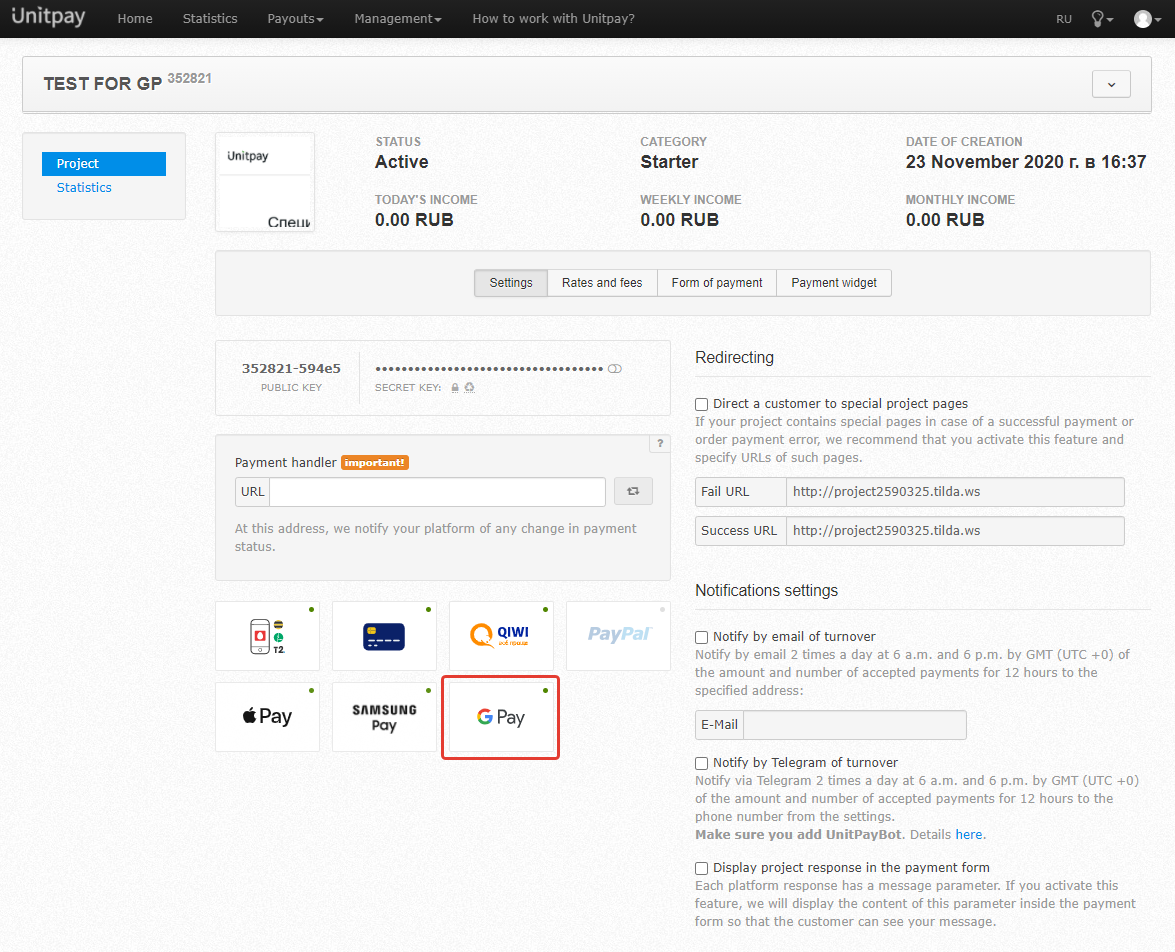 Unitpay Home Statistics Payouts Management How to work with Unitpay? RU
TEST FOR GP 352821
Project
Statistics
Unitpay
Специ
STATUS
Active
CATEGORY
Starter
DATE OF CREATION
23 November 2020 г. в 16:37
TODAY'S INCOME
0.00 RUB
WEEKLY INCOME
0.00 RUB
MONTHLY INCOME
0.00 RUB
Settings Rates and fees Form of payment Payment widget
352821-594e5
PUBLIC KEY
••••••••••••••••••••••••••••••••••••
SECRET KEY:
?
Payment handler important!
URL
At this address, we notify your platform of any change in payment
status.
T2
QIWI
PayPal
Pay
SAMSUNG
Pay
G Pay
Redirecting
Direct a customer to special project pages
If your project contains special pages in case of a successful payment or
order payment error, we recommend that you activate this feature and
specify URLs of such pages.
Fail URL http://project2590325.tilda.ws
Success URL http://project2590325.tilda.ws
Notifications settings
Notify by email of turnover
Notify by email 2 times a day at 6 a.m. and 6 p.m. by GMT (UTC +0) of
the amount and number of accepted payments for 12 hours to the
specified address:
E-Mail
Notify by Telegram of turnover
Notify via Telegram 2 times a day at 6 a.m. and 6 p.m. by GMT (UTC +0)
of the amount and number of accepted payments for 12 hours to the
phone number from the settings.
Make sure you add UnitPayBot. Details here.
Display project response in the payment form
Each platform response has a message parameter. If you activate this
feature, we will display the content of this parameter inside the payment
form so that the customer can see your message.